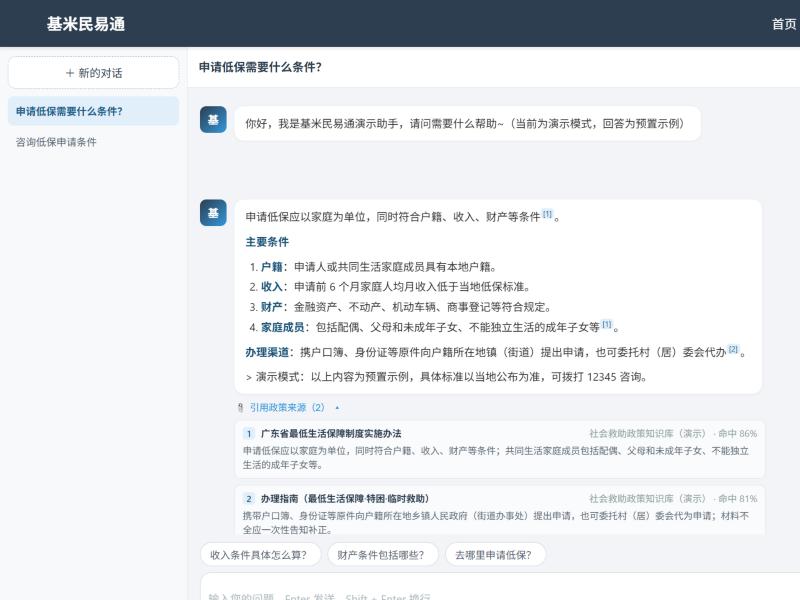 基米民易通
首页
＋ 新的对话
申请低保需要什么条件?
咨询低保申请条件
申请低保需要什么条件?
基
你好，我是基米民易通演示助手，请问需要什么帮助~（当前为演示模式，回答为预置示例）
基
申请低保应以家庭为单位，同时符合户籍、收入、财产等条件[1]。
主要条件
1. 户籍：申请人或共同生活家庭成员具有本地户籍。
2. 收入：申请前 6 个月家庭人均月收入低于当地低保标准。
3. 财产：金融资产、不动产、机动车辆、商事登记等符合规定。
4. 家庭成员：包括配偶、父母和未成年子女、不能独立生活的成年子女等[1]。
办理渠道：携户口簿、身份证等原件向户籍所在地镇（街道）提出申请，也可委托村（居）委会代办[2]。
> 演示模式：以上内容为预置示例，具体标准以当地公布为准，可拨打 12345 咨询。
引用政策来源（2）
1 广东省最低生活保障制度实施办法 社会救助政策知识库（演示） · 命中 86%
申请低保应以家庭为单位，同时符合户籍、收入、财产等条件；共同生活家庭成员包括配偶、父母和未成年子女、不能独立
生活的成年子女等。
2 办理指南（最低生活保障·特困·临时救助） 社会救助政策知识库（演示） · 命中 81%
携带户口簿、身份证等原件向户籍所在地乡镇人民政府（街道办事处）提出申请，也可委托村（居）委会代为申请；材料不
全应一次性告知补正。
收入条件具体怎么算？
财产条件包括哪些？
去哪里申请低保？
输入您的问题，Enter 发送，Shift + Enter 换行